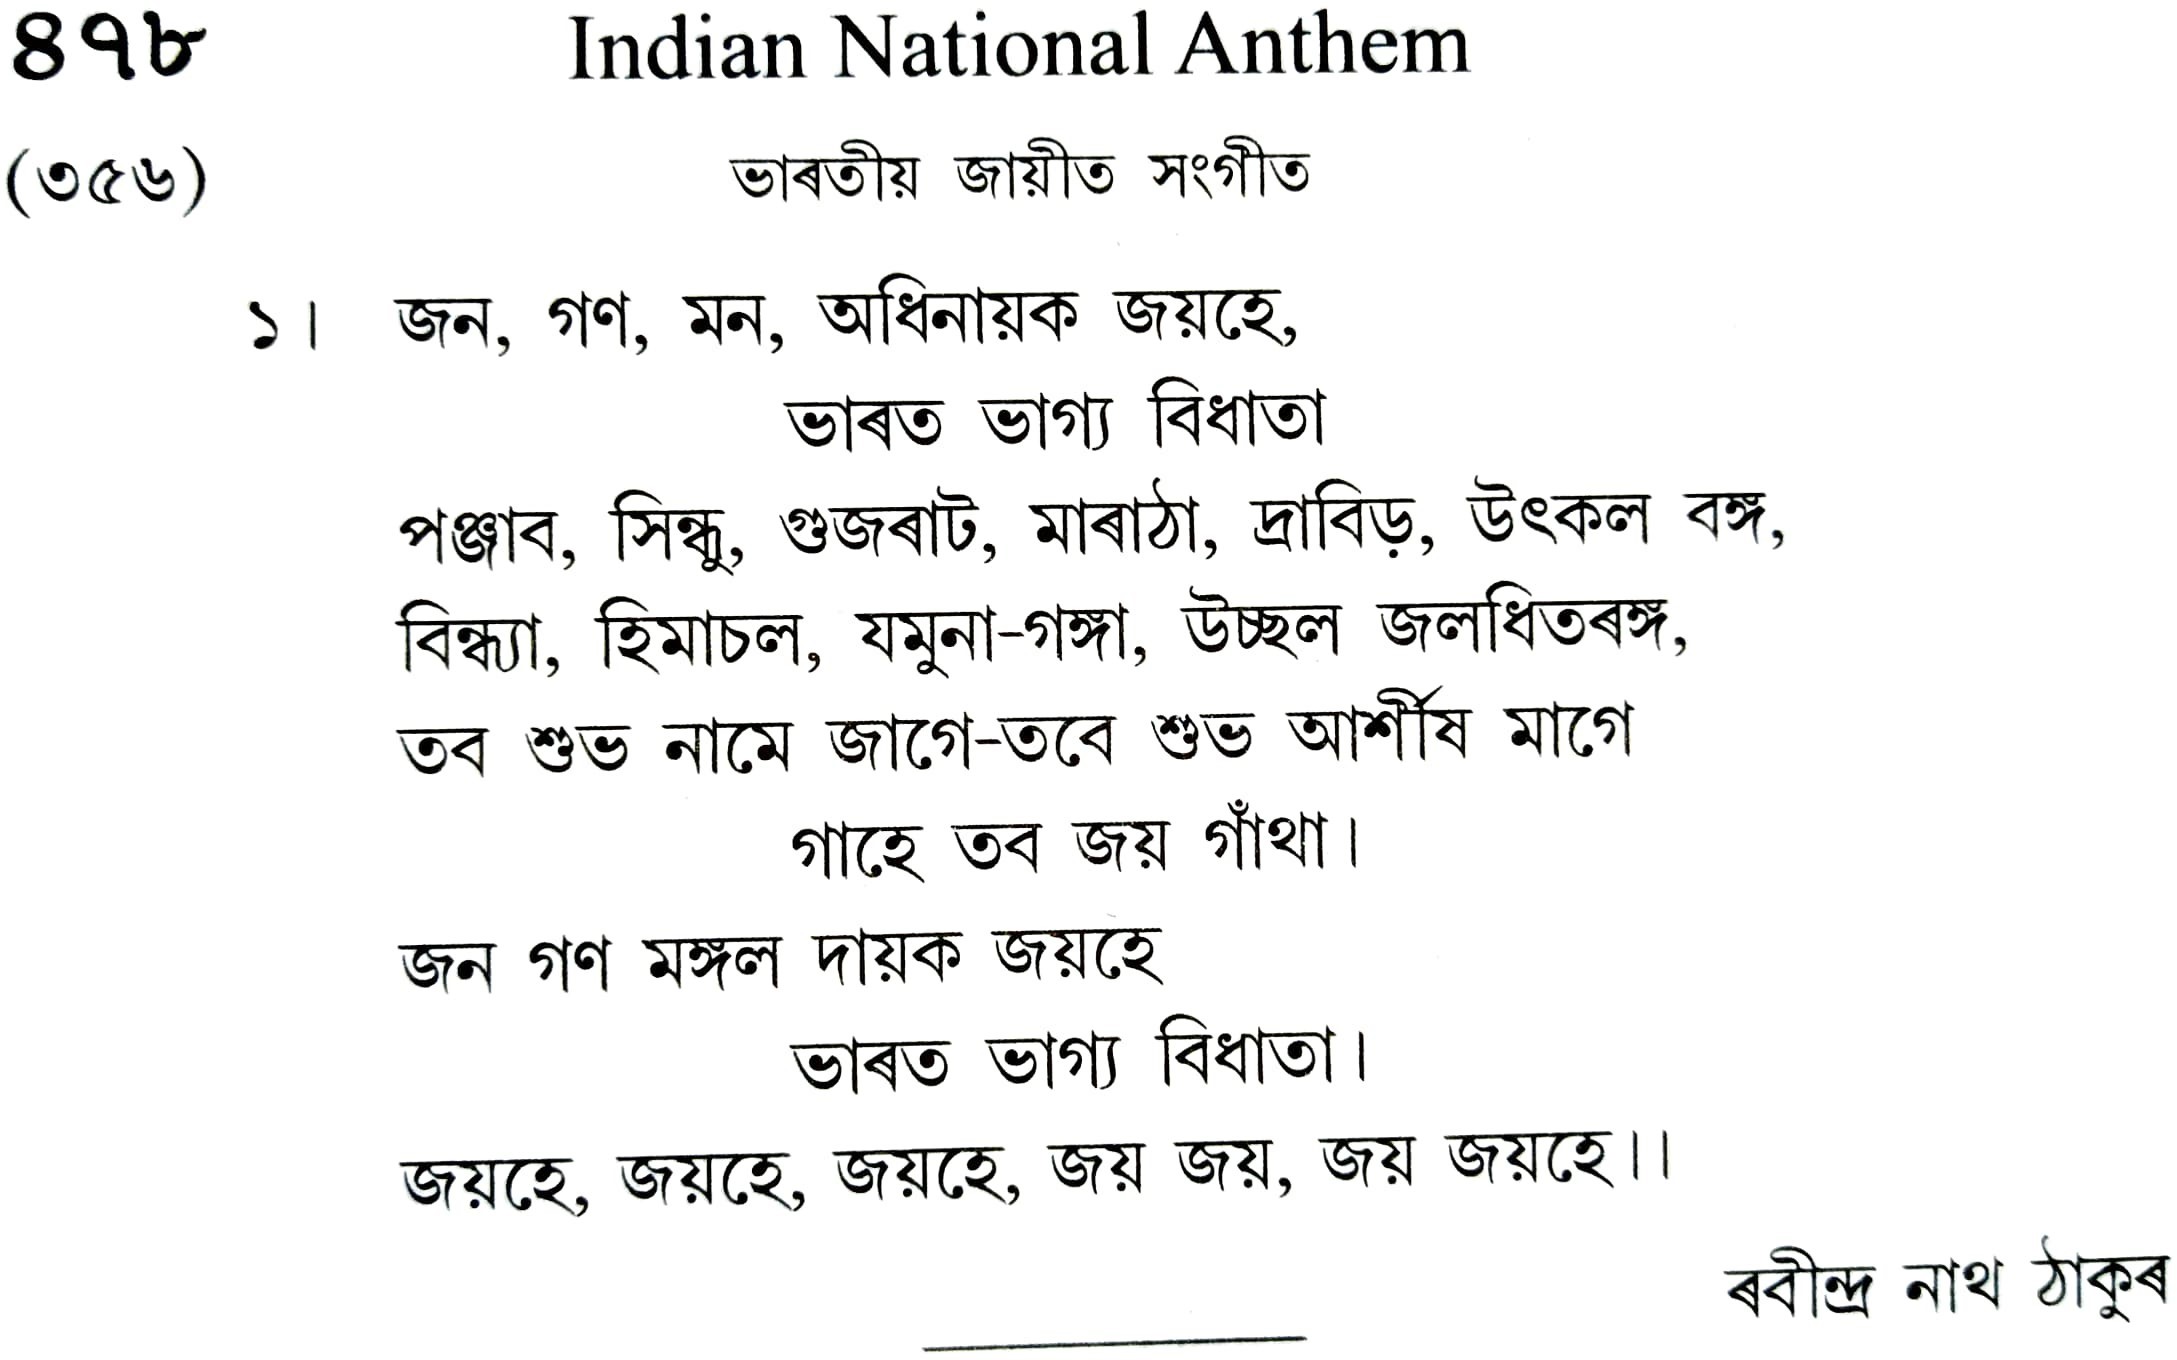 ৪৭৮ Indian National Anthem
(৩৫৬) ভাৰতীয় জায়ীত সংগীত
১। জন, গণ, মন, অধিনায়ক জয়হে,
ভাৰত ভাগ্য বিধাতা
পঞ্জাব, সিন্ধু, গুজৰাট, মাৰাঠা, দ্ৰাবিড়, উৎকল বঙ্গ,
বিন্ধ্যা, হিমাচল, যমুনা-গঙ্গা, উচ্ছল জলধিতৰঙ্গ,
তব শুভ নামে জাগে-তবে শুভ আৰ্শীষ মাগে
গাহে তব জয় গাঁথা।
জন গণ মঙ্গল দায়ক জয়হে
ভাৰত ভাগ্য বিধাতা।
জয়হে, জয়হে, জয়হে, জয় জয়, জয় জয়হে।।
ৰবীন্দ্ৰ নাথ ঠাকুৰ